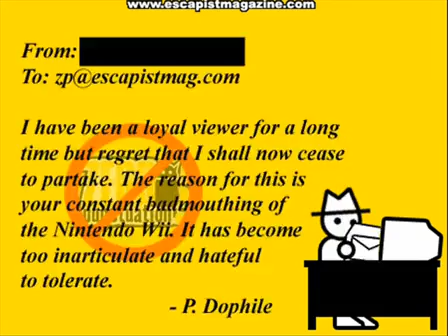 www.escapistmagazine.com
From:
To: zp@escapistmag.com
I have been a loyal viewer for a long
time but regret that I shall now cease
to partake. The reason for this is
your constant badmouthing of
the Nintendo Wii. It has become
too inarticulate and hateful
to tolerate.
- P. Dophile